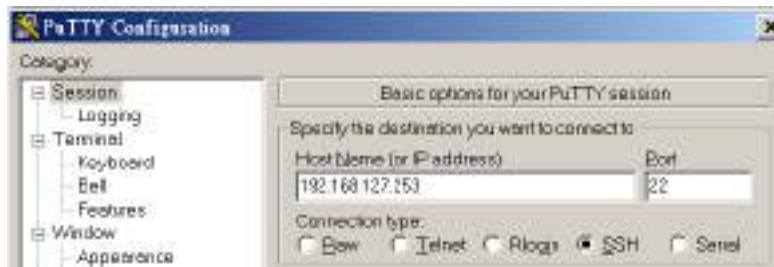 PuTTY Configuration
Category:
Session
Logging
Terminal
Keyboard
Bell
Features
Window
Appearance
Basic options for your PuTTY session
Specify the destination you want to connect to
Host Name (or IP address)
Port
192.168.127.253
22
Connection type:
Raw Telnet Rlogin SSH Serial